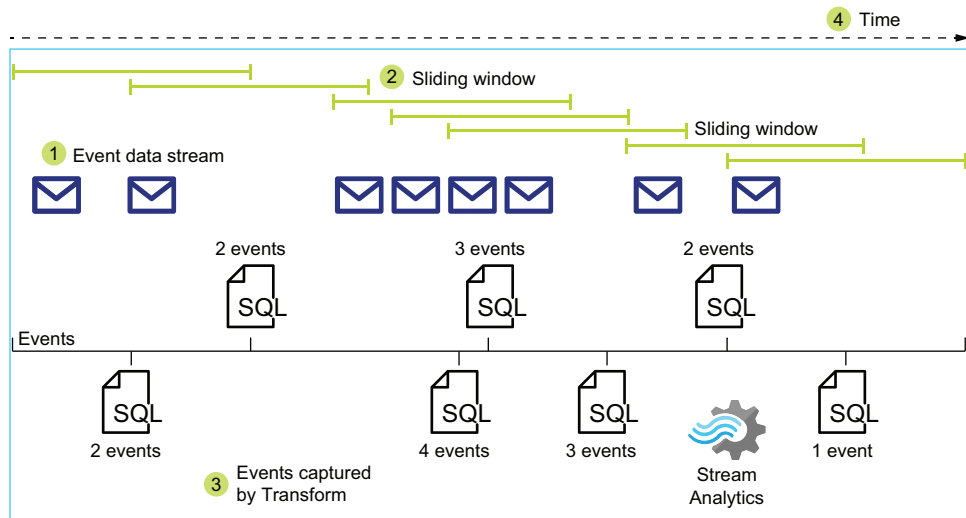 4 Time
2 Sliding window
Sliding window
1 Event data stream
2 events
3 events
2 events
SQL
SQL
SQL
Events
SQL
SQL
SQL
SQL
2 events
4 events
3 events
1 event
3 Events captured
by Transform
Stream
Analytics